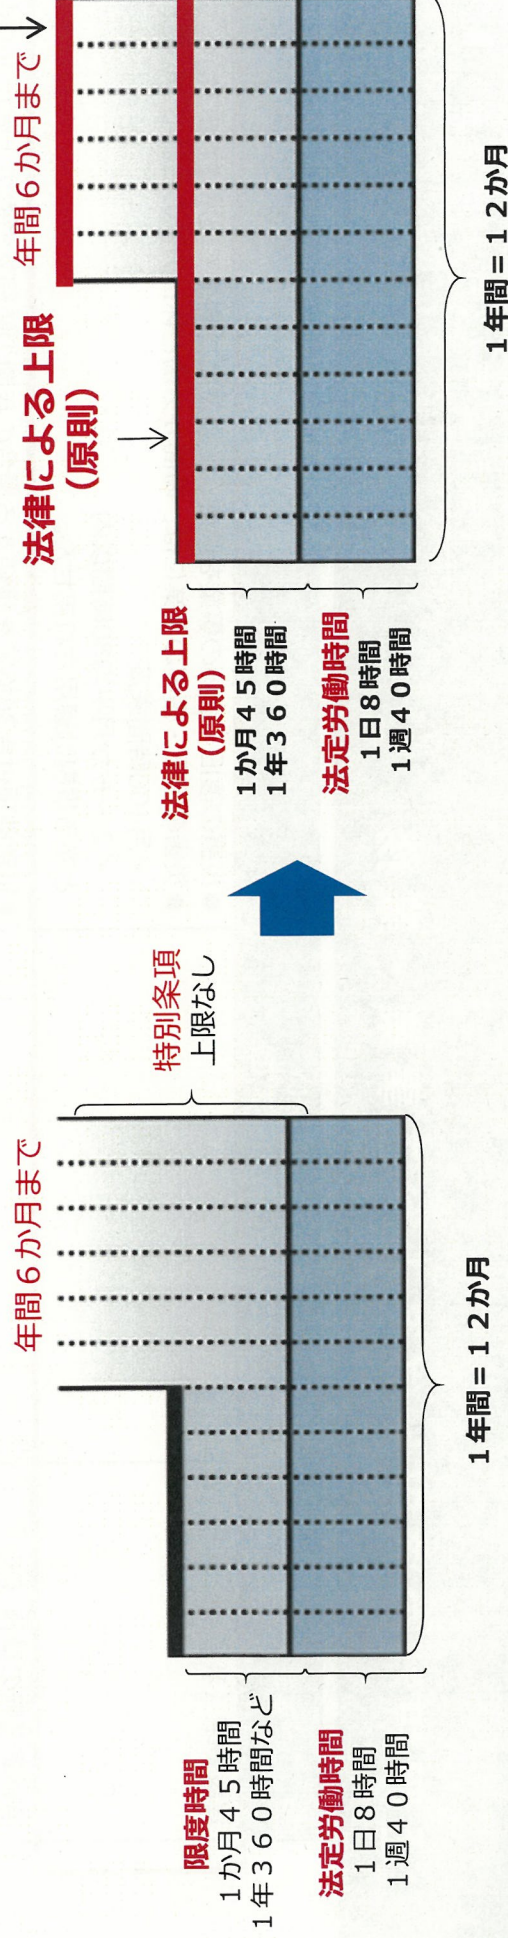 年間６か月まで
特別条項
上限なし
限度時間
１か月４５時間
１年３６０時間など
法定労働時間
１日８時間
１週４０時間
１年間＝１２か月
法律による上限
（原則）
年間６か月まで
法律による上限
（原則）
１か月４５時間
１年３６０時間
法定労働時間
１日８時間
１週４０時間
１年間＝１２か月